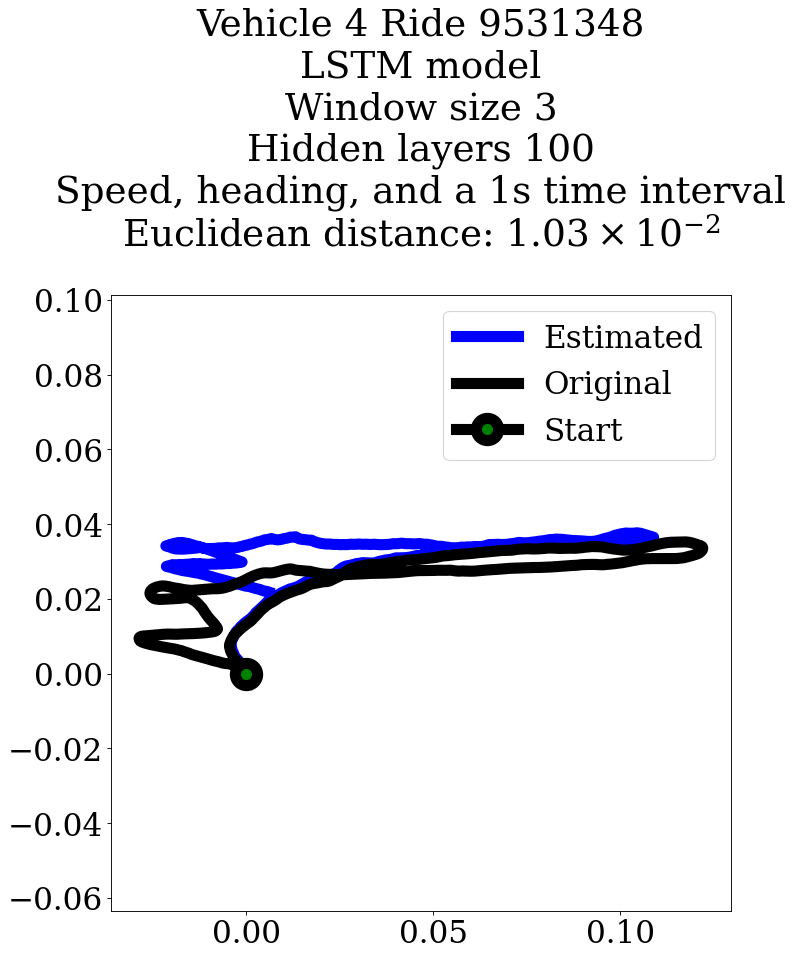 Vehicle 4 Ride 9531348
LSTM model
Window size 3
Hidden layers 100
Speed, heading, and a 1s time interval
Euclidean distance: 1.03 × 10⁻²
Estimated
Original
Start
0.10
0.08
0.06
0.04
0.02
0.00
−0.02
−0.04
−0.06
0.00 0.05 0.10